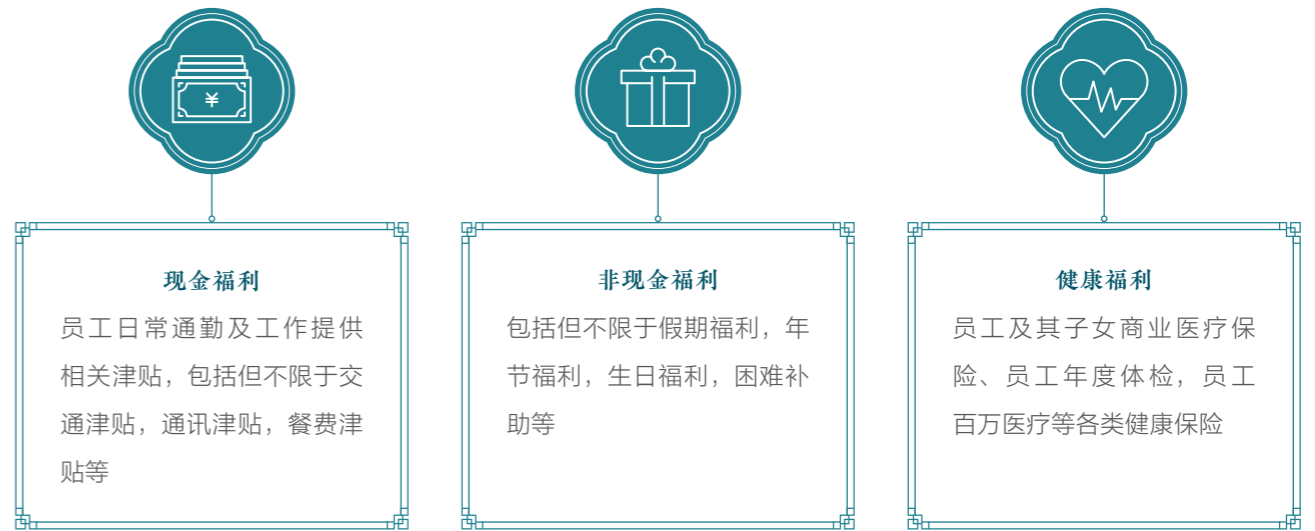 ¥
现金福利
员工日常通勤及工作提供
相关津贴，包括但不限于交
通津贴，通讯津贴，餐费津
贴等
非现金福利
包括但不限于假期福利，年
节福利，生日福利，困难补
助等
健康福利
员工及其子女商业医疗保
险、员工年度体检，员工
百万医疗等各类健康保险